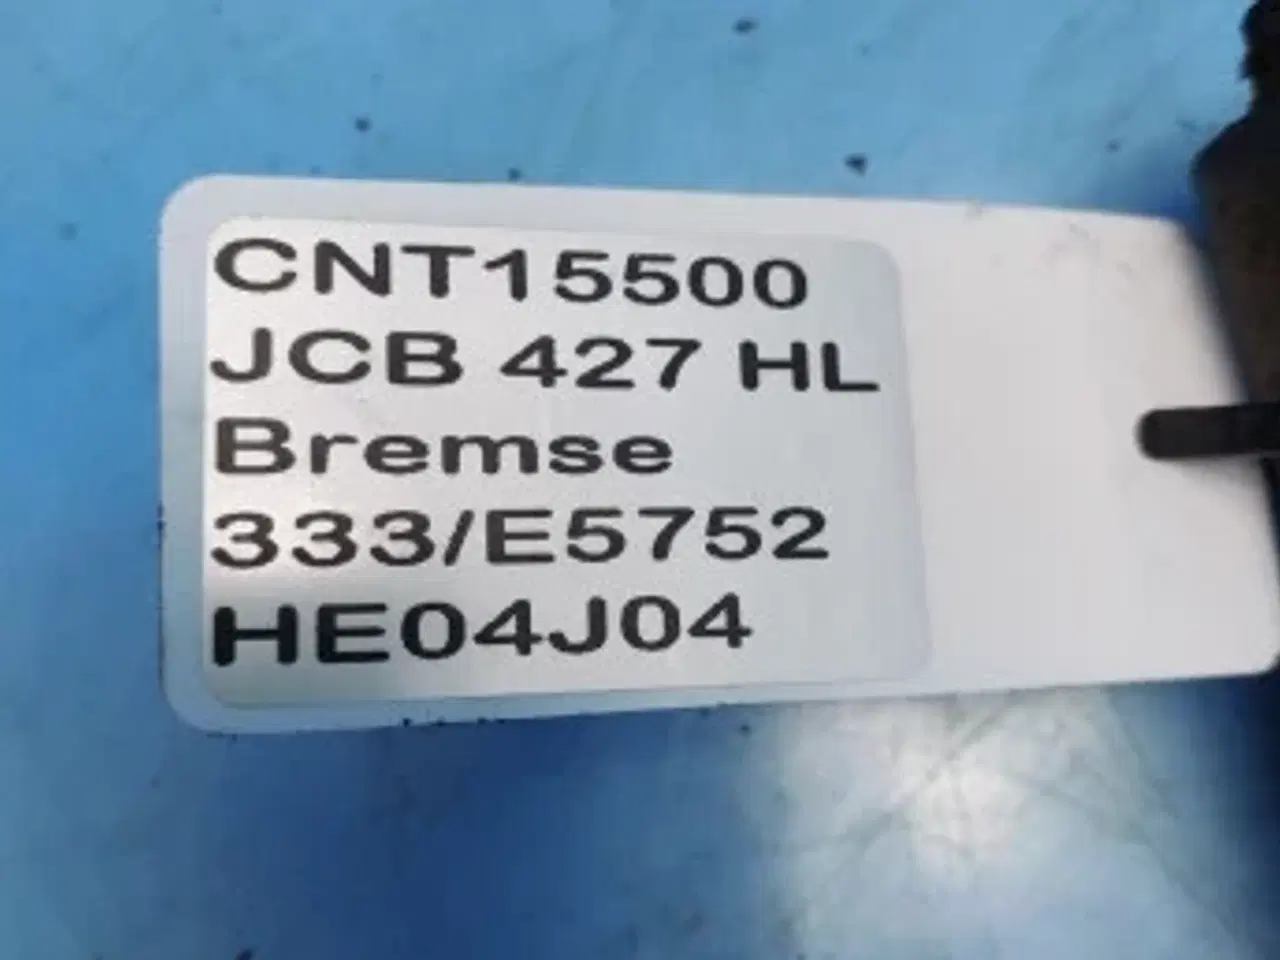 CNT15500
JCB 427 HL
Bremse
333/E5752
HE04J04